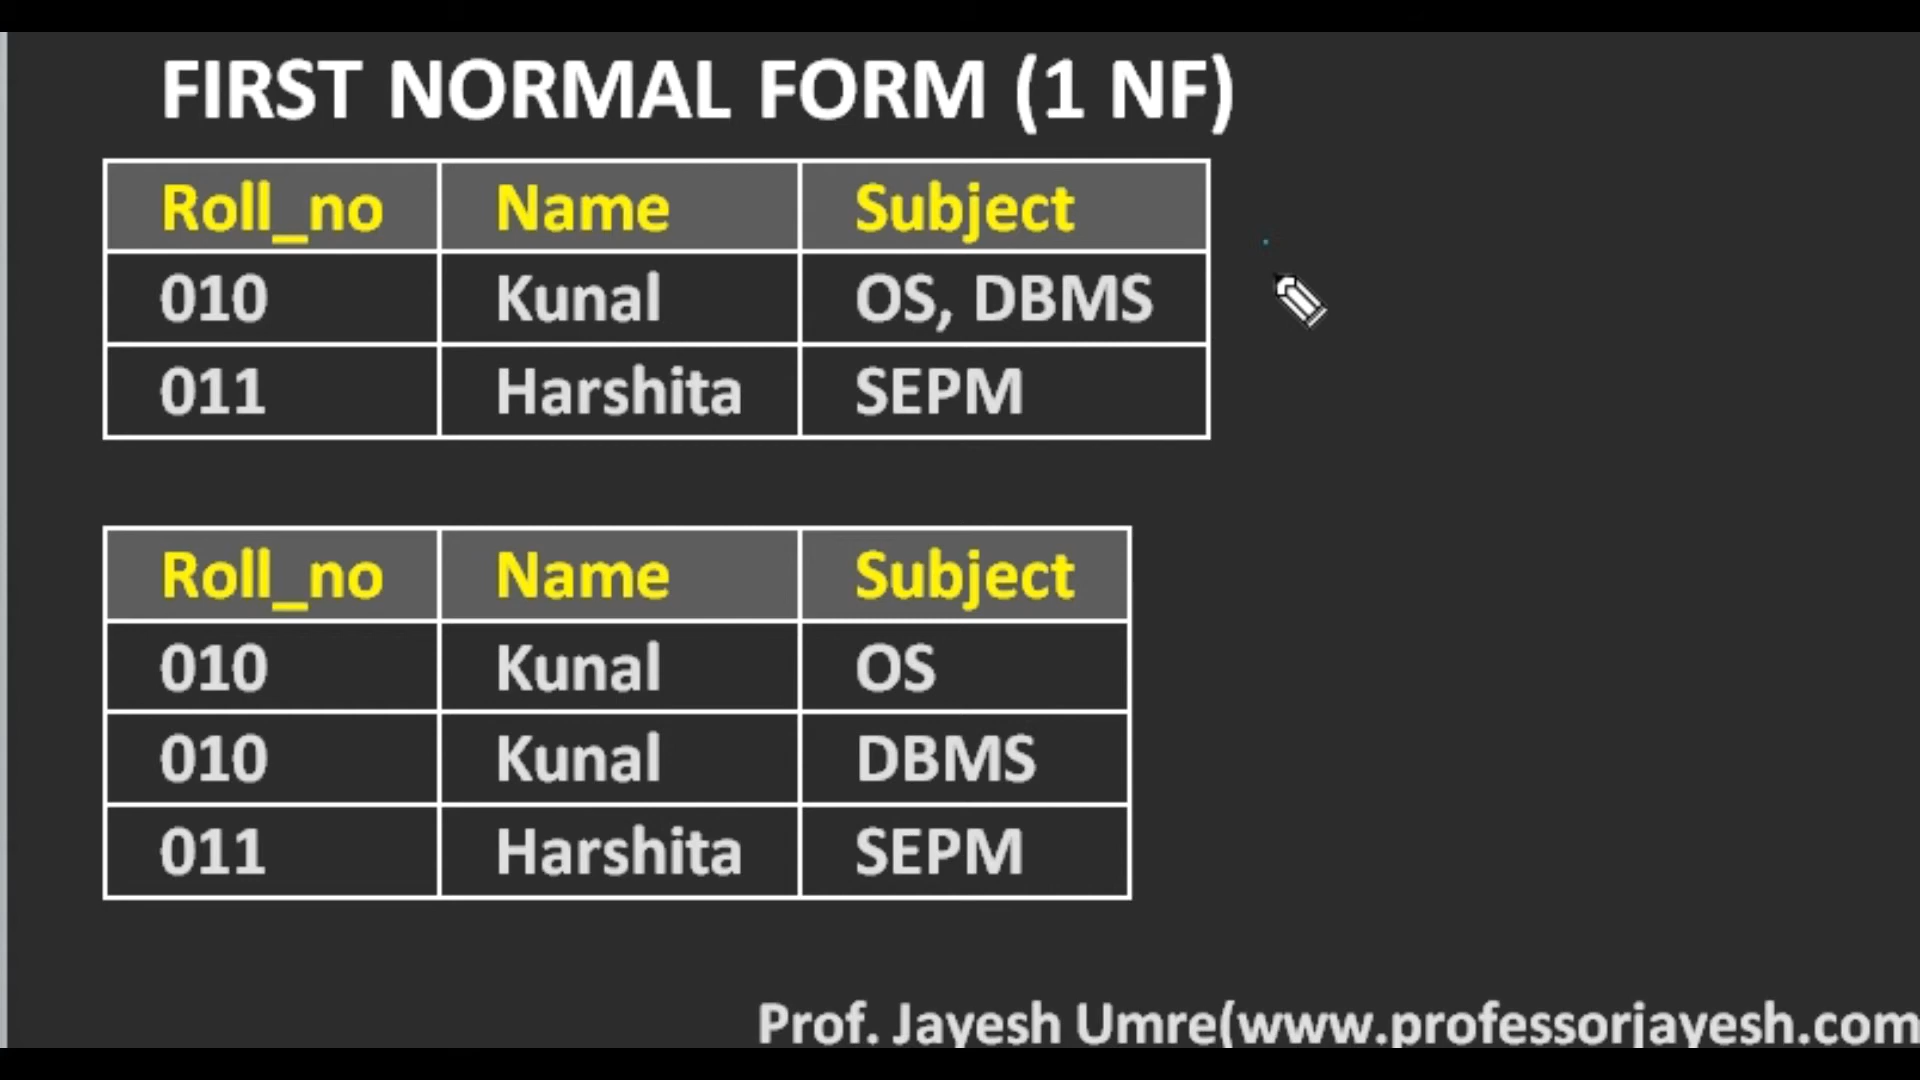 FIRST NORMAL FORM (1 NF)
Roll_no Name Subject
010 Kunal OS, DBMS
011 Harshita SEPM
Roll_no Name Subject
010 Kunal OS
010 Kunal DBMS
011 Harshita SEPM
Prof. Jayesh Umre(www.professorjayesh.com